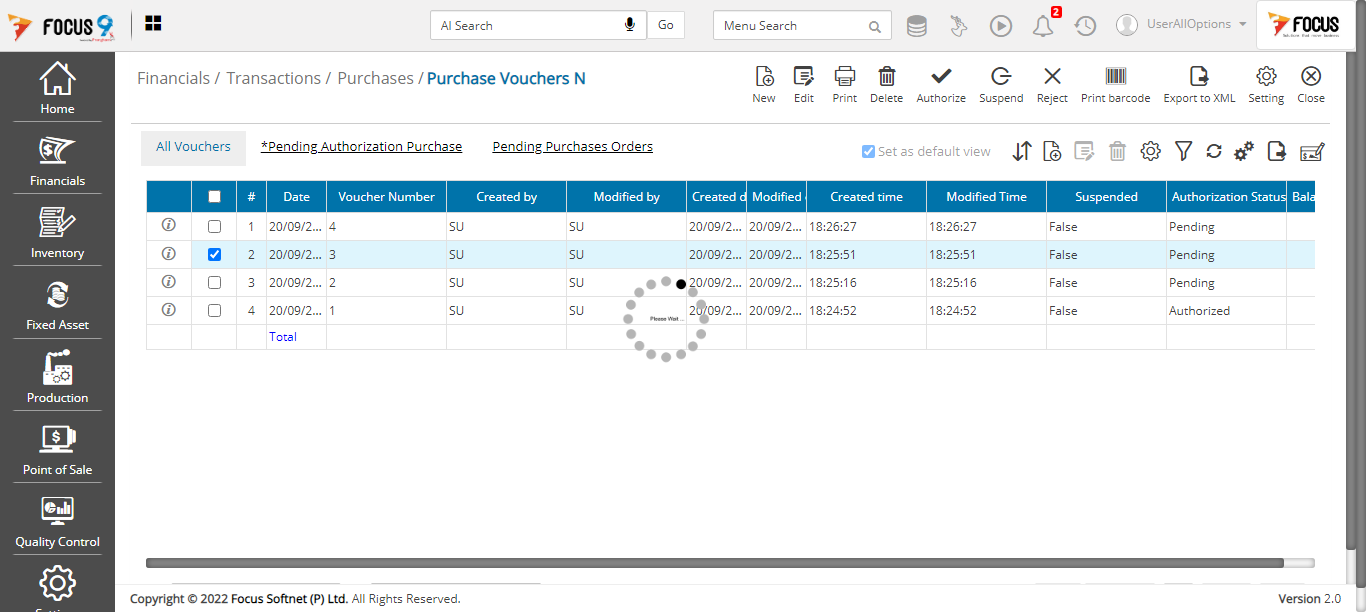 FOCUS 9
AI Search
Go
Menu Search
2
UserAllOptions
FOCUS
Home
Financials
Inventory
Fixed Asset
Production
Point of Sale
Quality Control
Financials / Transactions / Purchases / Purchase Vouchers N
New Edit Print Delete Authorize Suspend Reject Print barcode Export to XML Setting Close
All Vouchers *Pending Authorization Purchase Pending Purchases Orders Set as default view
# Date Voucher Number Created by Modified by Created d Modified Created time Modified Time Suspended Authorization Status Bala
1 20/09/2... 4 SU SU 20/09/2... 20/09/2... 18:26:27 18:26:27 False Pending
2 20/09/2... 3 SU SU 20/09/2... 20/09/2... 18:25:51 18:25:51 False Pending
3 20/09/2... 2 SU SU 20/09/2... 20/09/2... 18:25:16 18:25:16 False Pending
4 20/09/2... 1 SU SU 20/09/2... 20/09/2... 18:24:52 18:24:52 False Authorized
Please Wait ...
Total
Copyright © 2022 Focus Softnet (P) Ltd. All Rights Reserved.
Version 2.0